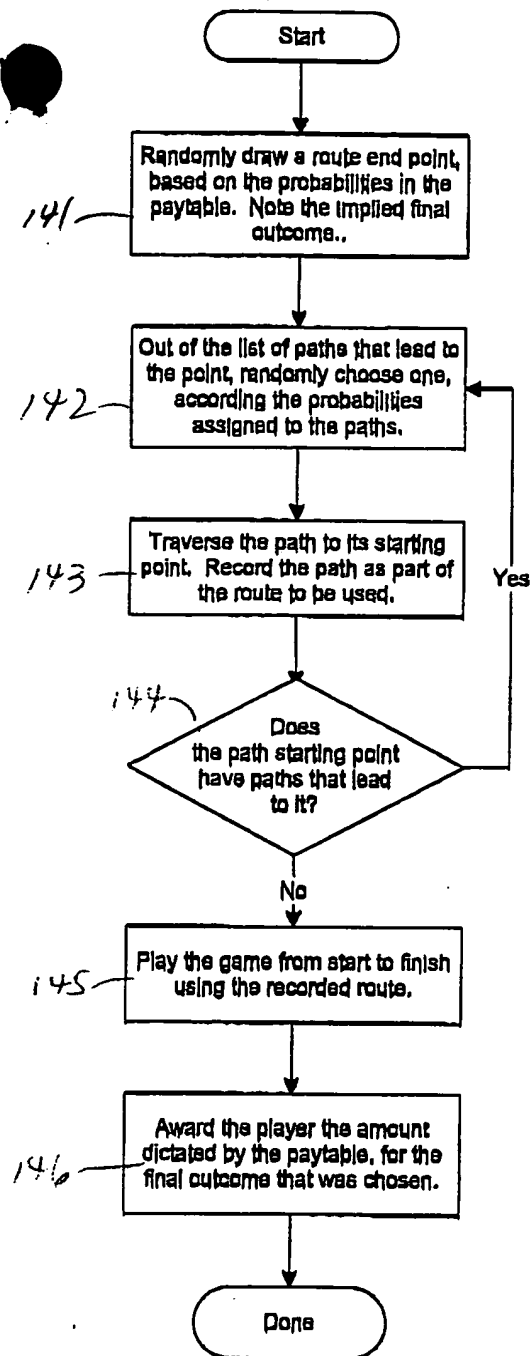 Start
Randomly draw a route end point,
based on the probabilities in the
paytable. Note the implied final
outcome..
141
Out of the list of paths that lead to
the point, randomly choose one,
according the probabilities
assigned to the paths.
142
Traverse the path to its starting
point. Record the path as part of
the route to be used.
143
Yes
144
Does
the path starting point
have paths that lead
to it?
No
Play the game from start to finish
using the recorded route.
145
Award the player the amount
dictated by the paytable, for the
final outcome that was chosen.
146
Done